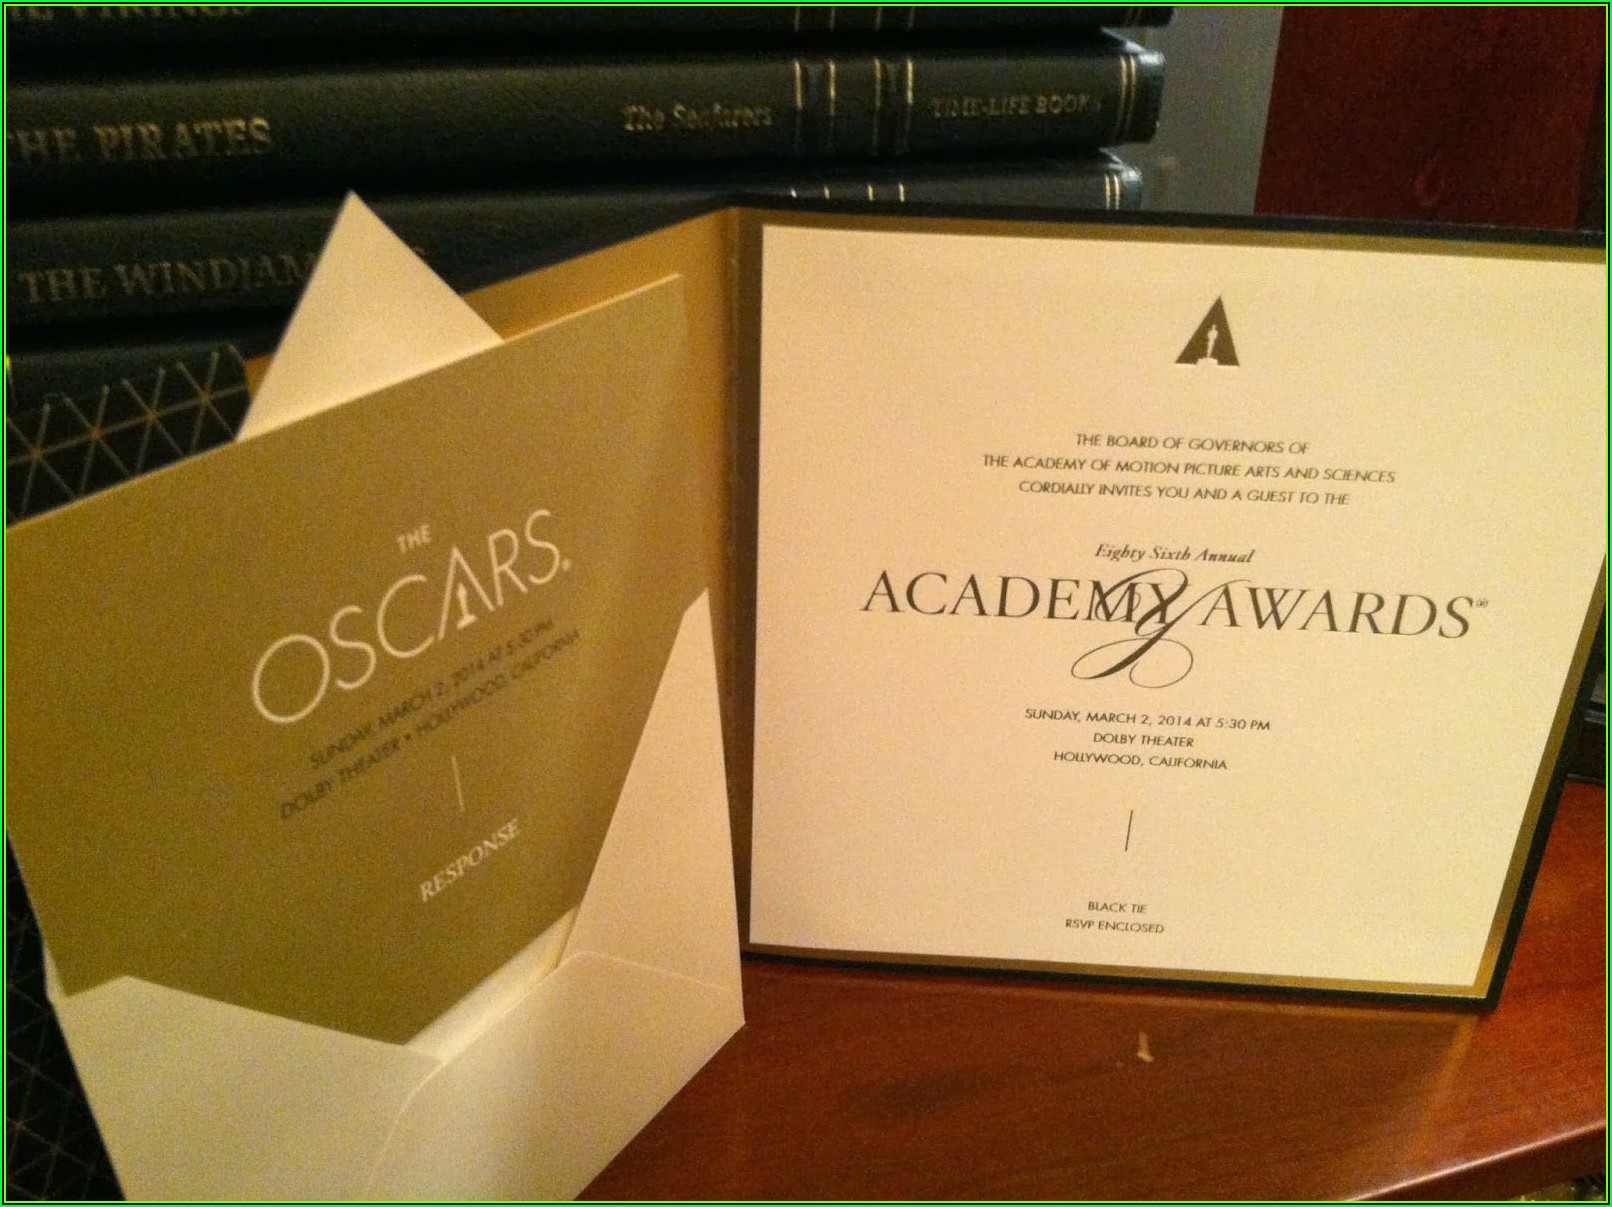 THE PIRATES
The Seafarers
TIME-LIFE BOOKS
THE
THE
OSCARS.
SUNDAY, MARCH 2, 2014 AT 5:30 PM
DOLBY THEATER • HOLLYWOOD, CALIFORNIA
RESPONSE
THE BOARD OF GOVERNORS OF
THE ACADEMY OF MOTION PICTURE ARTS AND SCIENCES
CORDIALLY INVITES YOU AND A GUEST TO THE
Eighty Sixth Annual
ACADEMY AWARDS®
SUNDAY, MARCH 2, 2014 AT 5:30 PM
DOLBY THEATER
HOLLYWOOD, CALIFORNIA
BLACK TIE
RSVP ENCLOSED